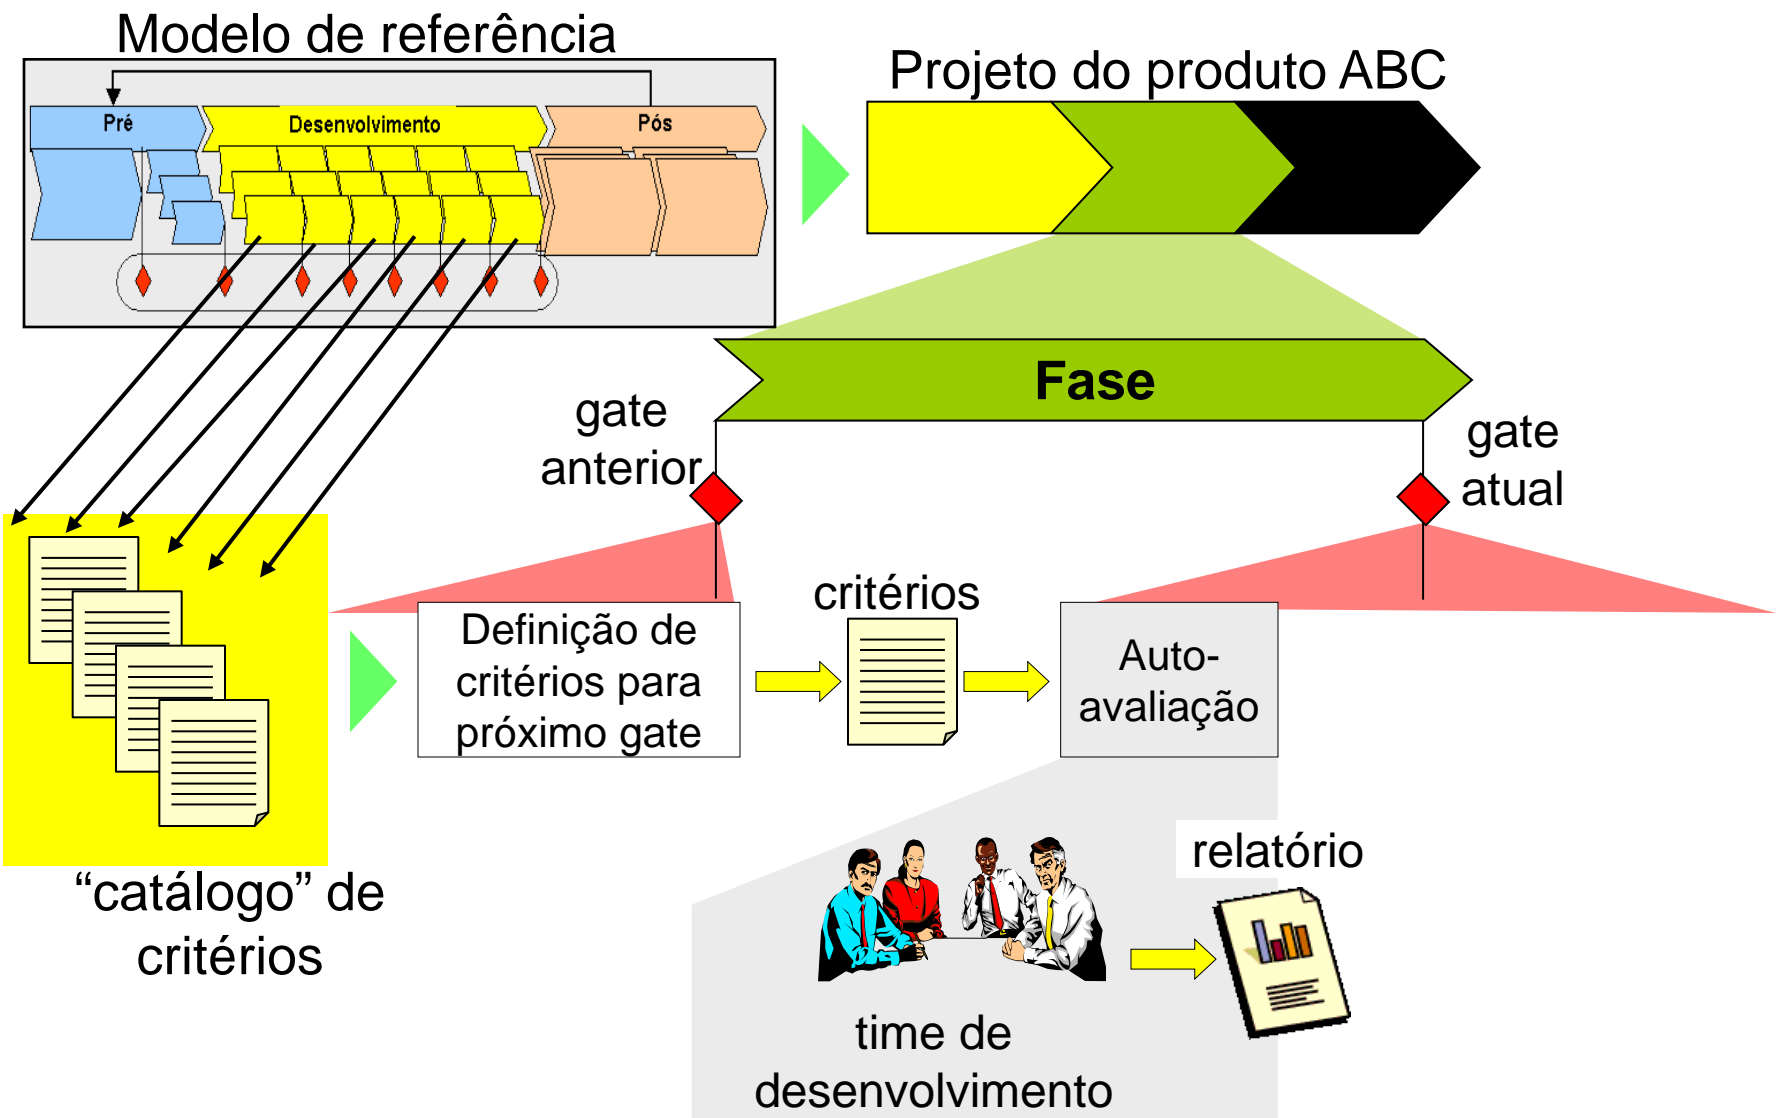 Modelo de referência
Projeto do produto ABC
Pré
Desenvolvimento
Pós
Fase
gate
anterior
gate
atual
critérios
Definição de
critérios para
próximo gate
Auto-
avaliação
“catálogo” de
critérios
relatório
time de
desenvolvimento